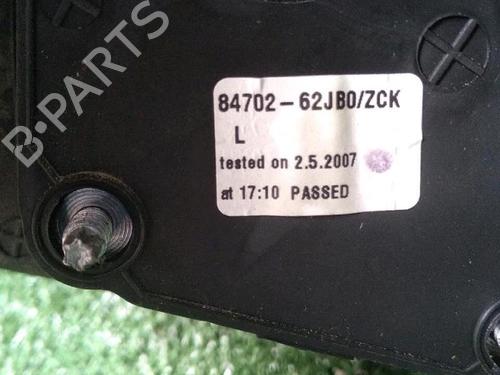 B-PARTS
84702-62JB0/ZCK
L
tested on 2.5.2007
at 17:10 PASSED